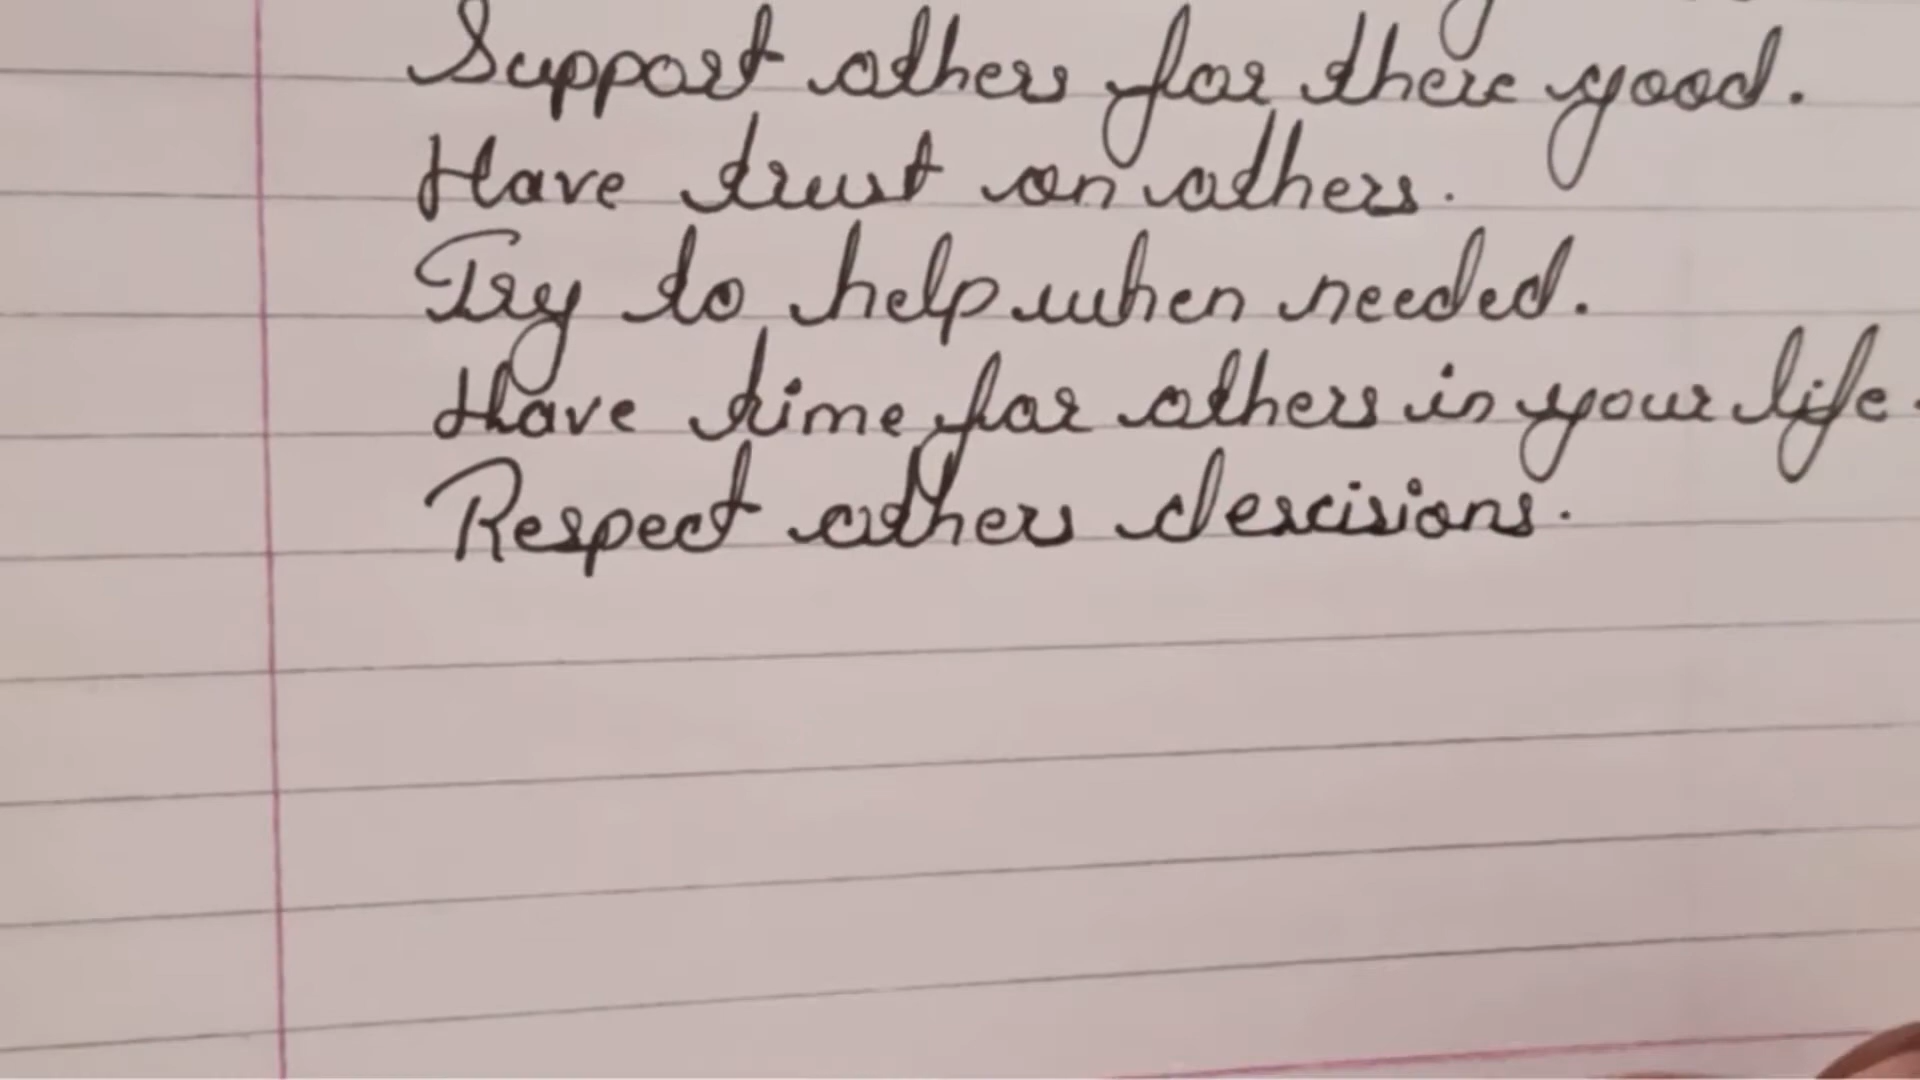 Support others for there good.
Have trust on others.
Try to help when needed.
Have time for others in your life.
Respect others descisions.